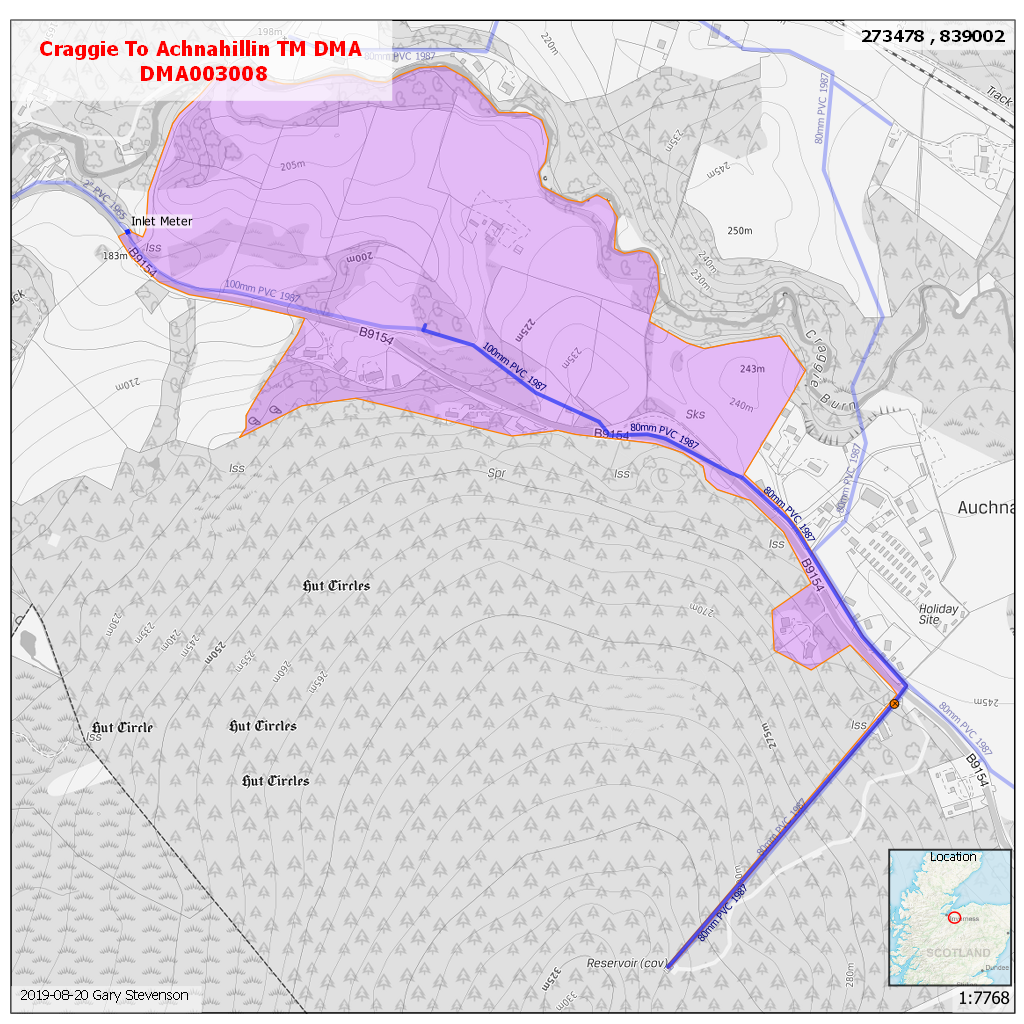 Craggie To Achnahillin TM DMA
DMA003008
273478 , 839002
80mm PVC 1987
198m
220m
80mm PVC 1987
Track
235m
245m
205m
2" PVC 1955
Inlet Meter
Iss
183m
B9154
200m
250m
240m
230m
100mm PVC 1987
B9154
225m
100mm PVC 1987
235m
Craggie Burn
243m
240m
210m
Sks
80mm PVC 1987
B9154
Iss
Spr
Iss
80mm PVC 1987
80mm PVC 1987
Auchna
Iss
B9154
Hut Circles
270m
Holiday
Site
230m
235m
240m
245m
250m
255m
260m
265m
245m
80mm PVC 1987
Hut Circle
Iss
Hut Circles
275m
Iss
B9154
Hut Circles
80mm PVC 1987
80mm PVC 1987
Reservoir (cov)
325m
330m
280m
Location
Inverness
SCOTLAND
Dundee
2019-08-20 Gary Stevenson
1:7768